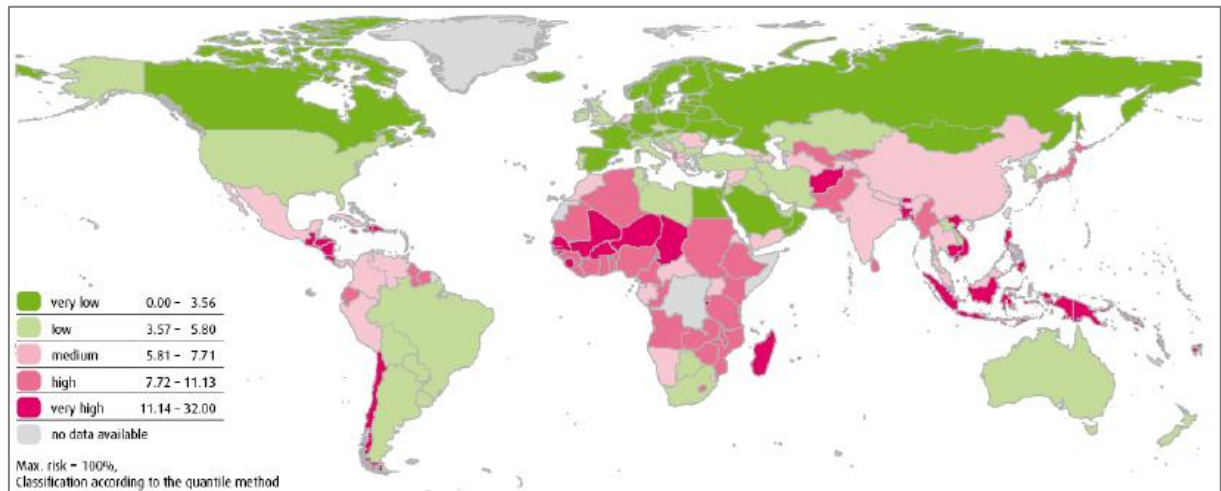 very low 0.00 – 3.56
low 3.57 – 5.80
medium 5.81 – 7.71
high 7.72 – 11.13
very high 11.14 – 32.00
no data available
Max. risk = 100%,
Classification according to the quantile method